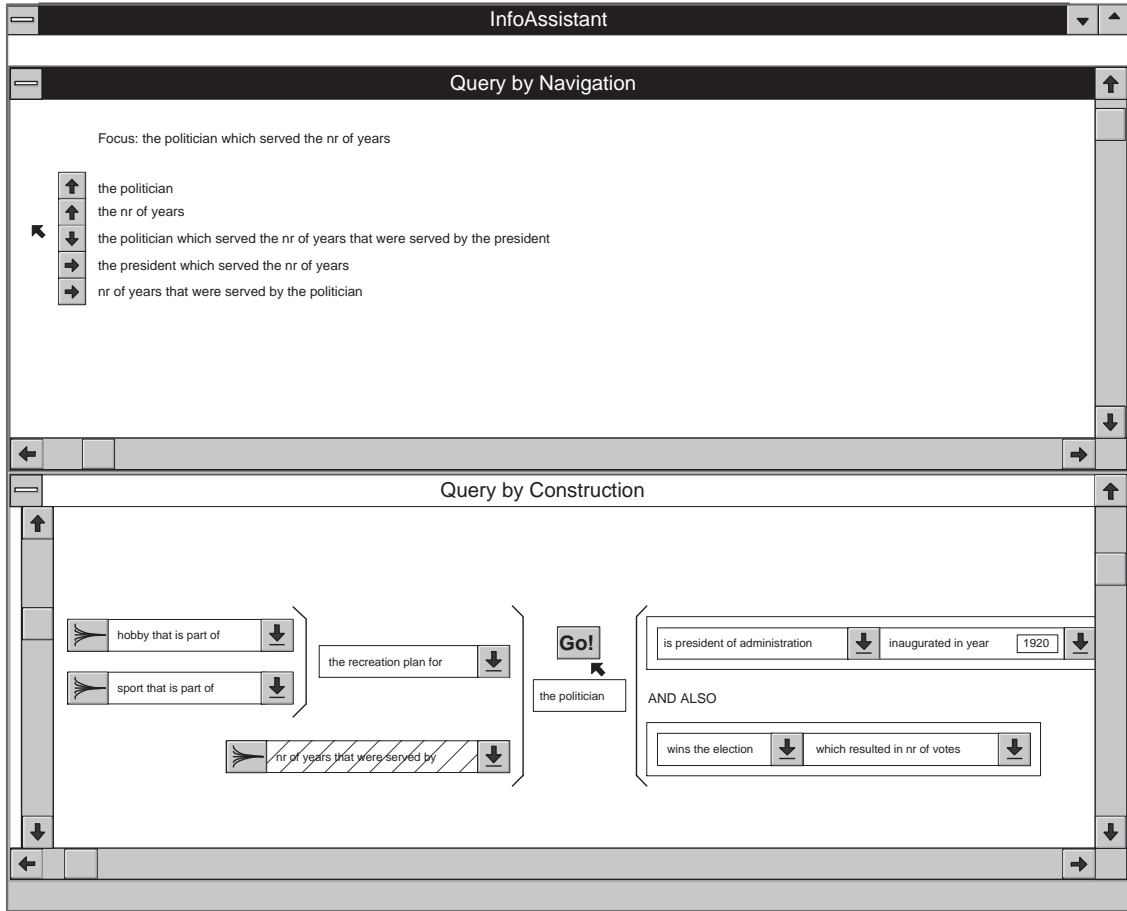 InfoAssistant
Query by Navigation
Focus: the politician which served the nr of years
the politician
the nr of years
the politician which served the nr of years that were served by the president
the president which served the nr of years
nr of years that were served by the politician
Query by Construction
hobby that is part of
sport that is part of
the recreation plan for
nr of years that were served by
Go!
the politician
is president of administration
inaugurated in year
1920
AND ALSO
wins the election
which resulted in nr of votes